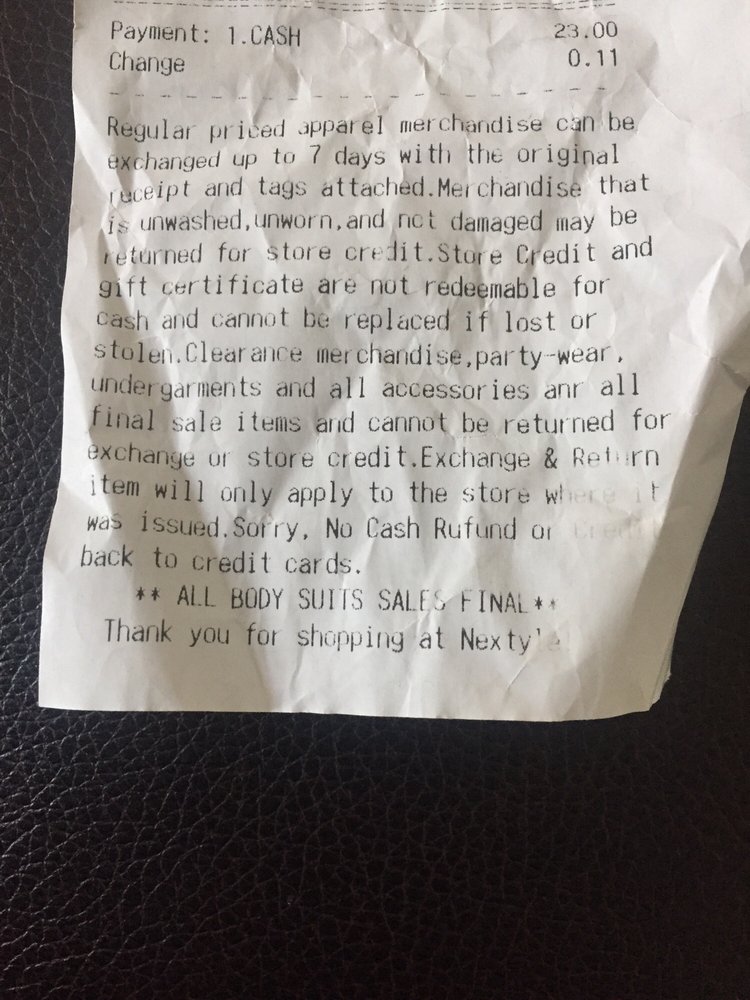 Payment: 1.CASH 23.00
Change 0.11
Regular priced apparel merchandise can be
exchanged up to 7 days with the original
receipt and tags attached.Merchandise that
is unwashed,unworn,and not damaged may be
returned for store credit.Store Credit and
gift certificate are not redeemable for
cash and cannot be replaced if lost or
stolen.Clearance merchandise,party-wear,
undergarments and all accessories anr all
final sale items and cannot be returned for
exchange or store credit.Exchange & Return
item will only apply to the store where it
was issued.Sorry, No Cash Rufund or credit
back to credit cards.
** ALL BODY SUITS SALES FINAL**
Thank you for shopping at